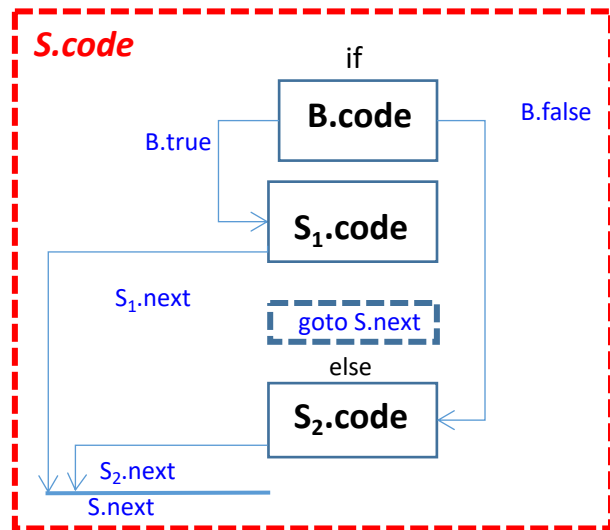 S.code
if
B.code
B.true
B.false
S₁.code
S₁.next
goto S.next
else
S₂.code
S₂.next
S.next